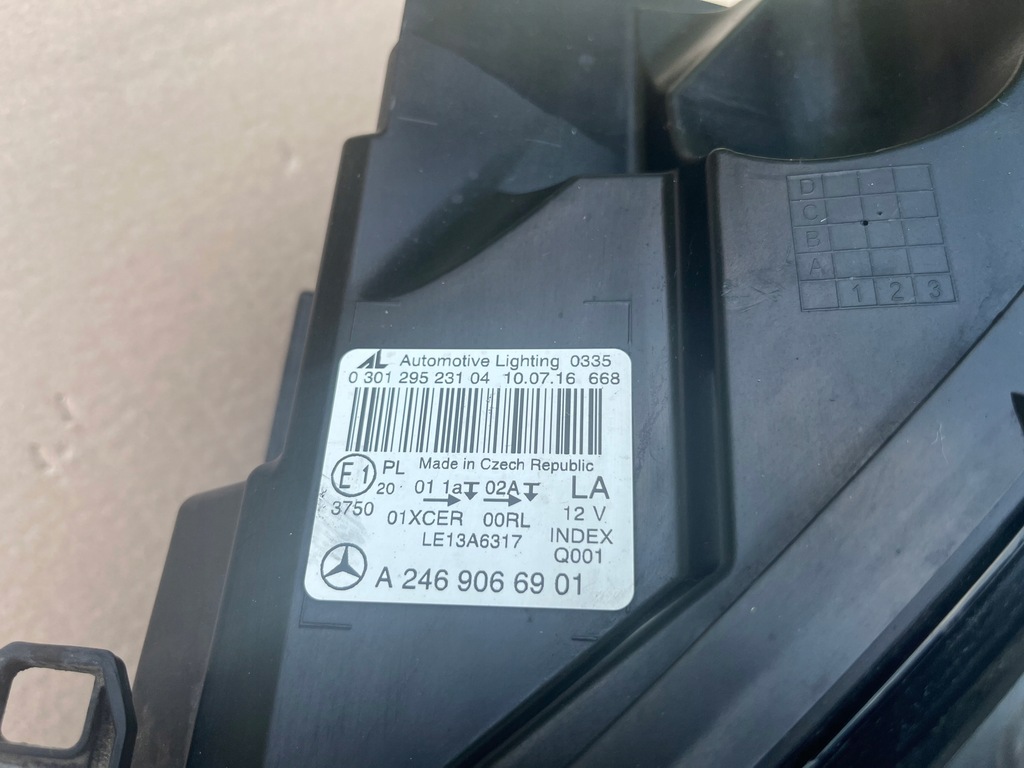 D
C
B
A
1 2 3
AL Automotive Lighting 0335
0 301 295 231 04 10.07.16 668
Made in Czech Republic
E1 PL
20 01 1a 02A LA
3750 01XCER 00RL 12 V
LE13A6317 INDEX
Q001
A 246 906 69 01